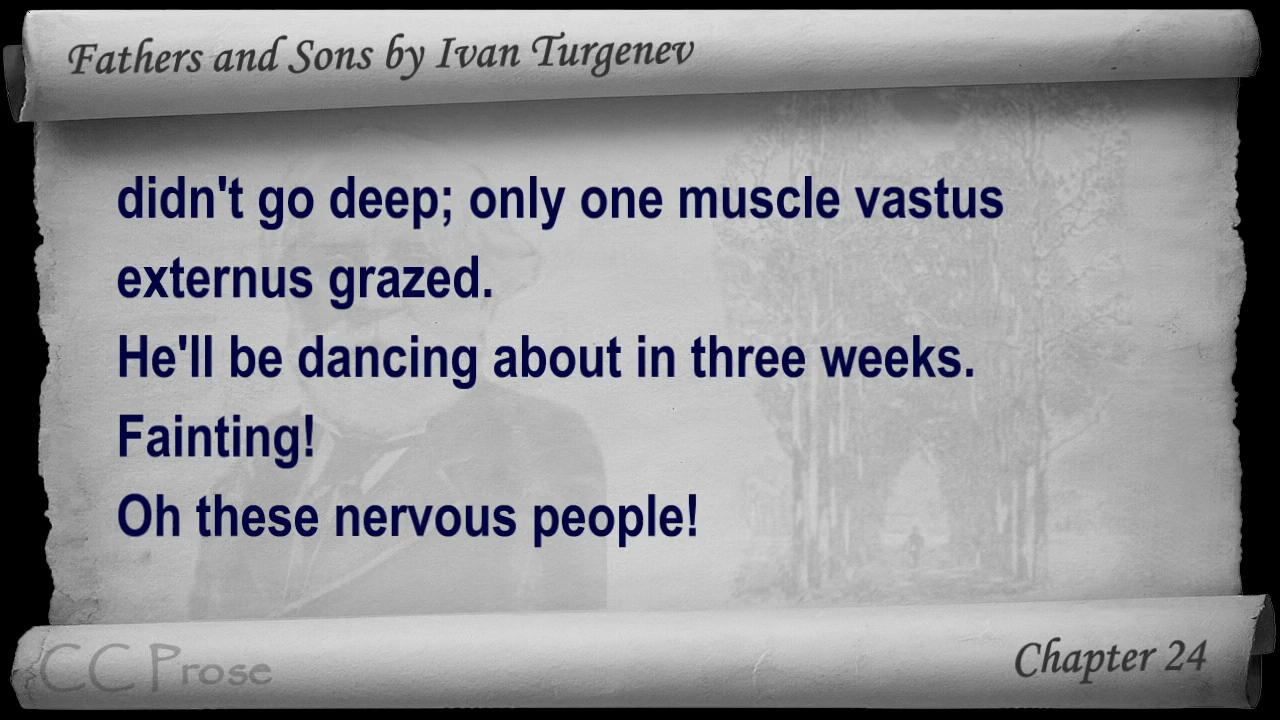 Fathers and Sons by Ivan Turgenev
didn't go deep; only one muscle vastus
externus grazed.
He'll be dancing about in three weeks.
Fainting!
Oh these nervous people!
CC Prose
Chapter 24